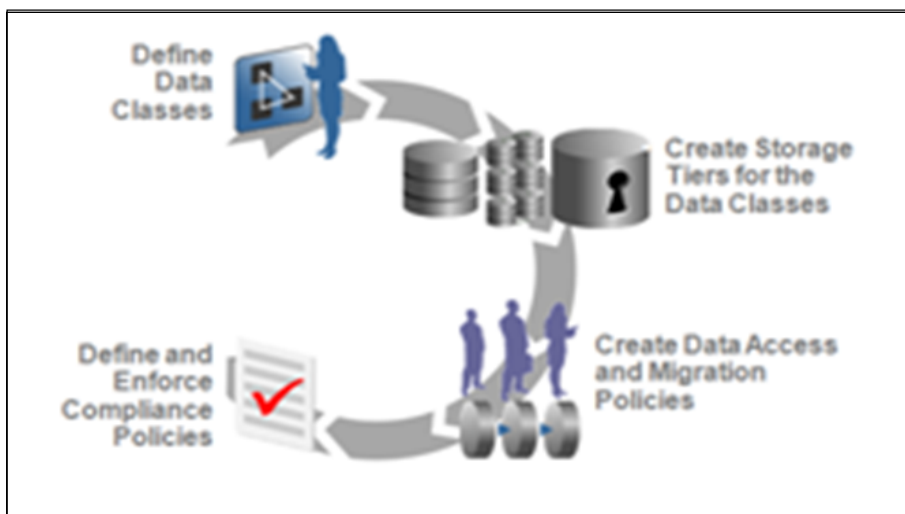 Define
Data
Classes
Create Storage
Tiers for the
Data Classes
Create Data Access
and Migration
Policies
Define and
Enforce
Compliance
Policies